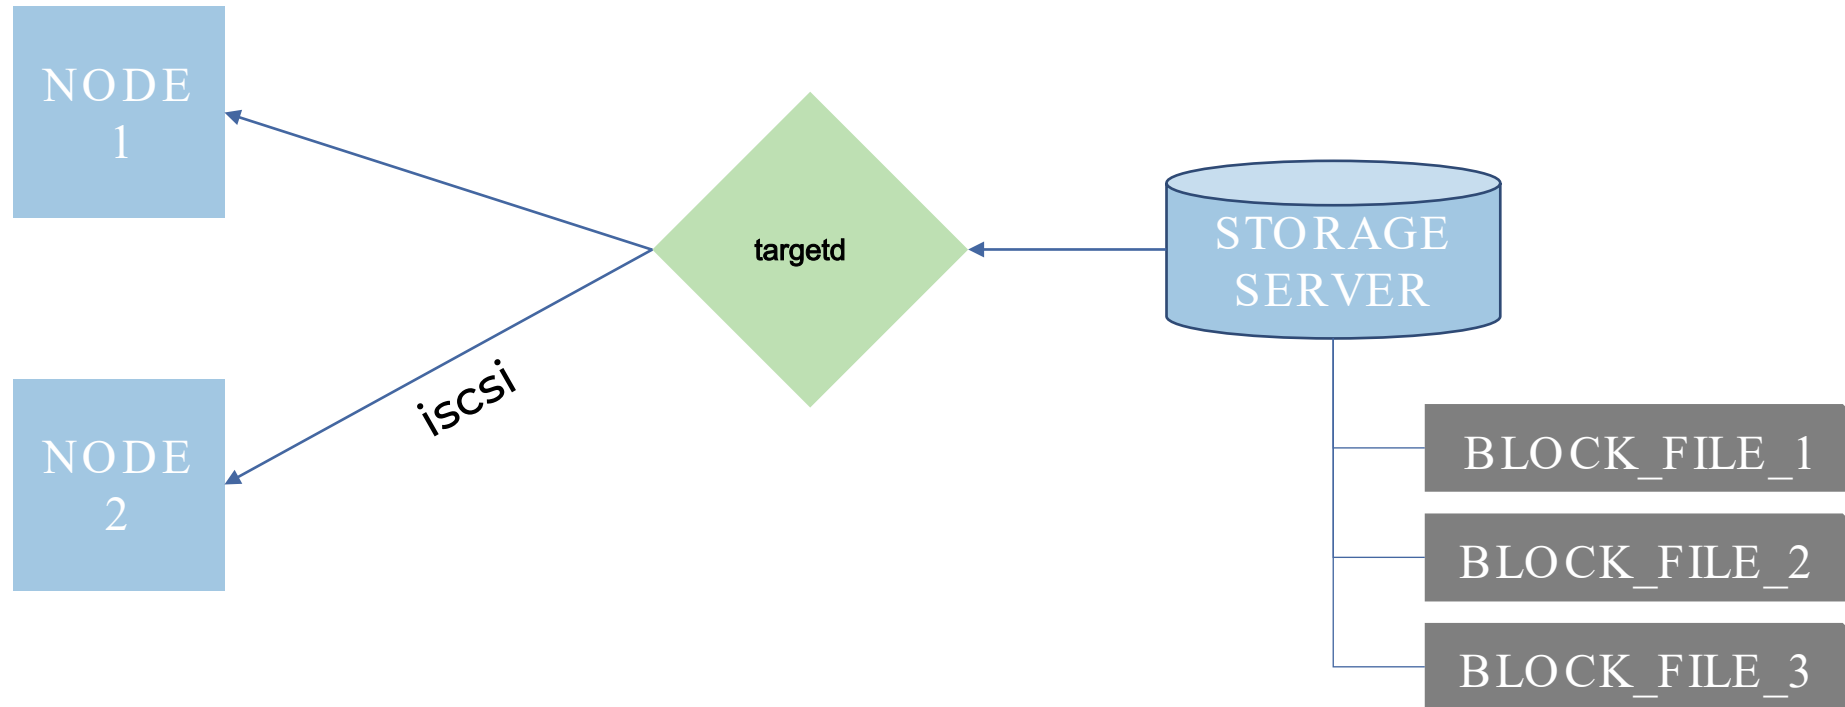 NODE
1
targetd
STORAGE
SERVER
iscsi
NODE
2
BLOCK_FILE_1
BLOCK_FILE_2
BLOCK_FILE_3